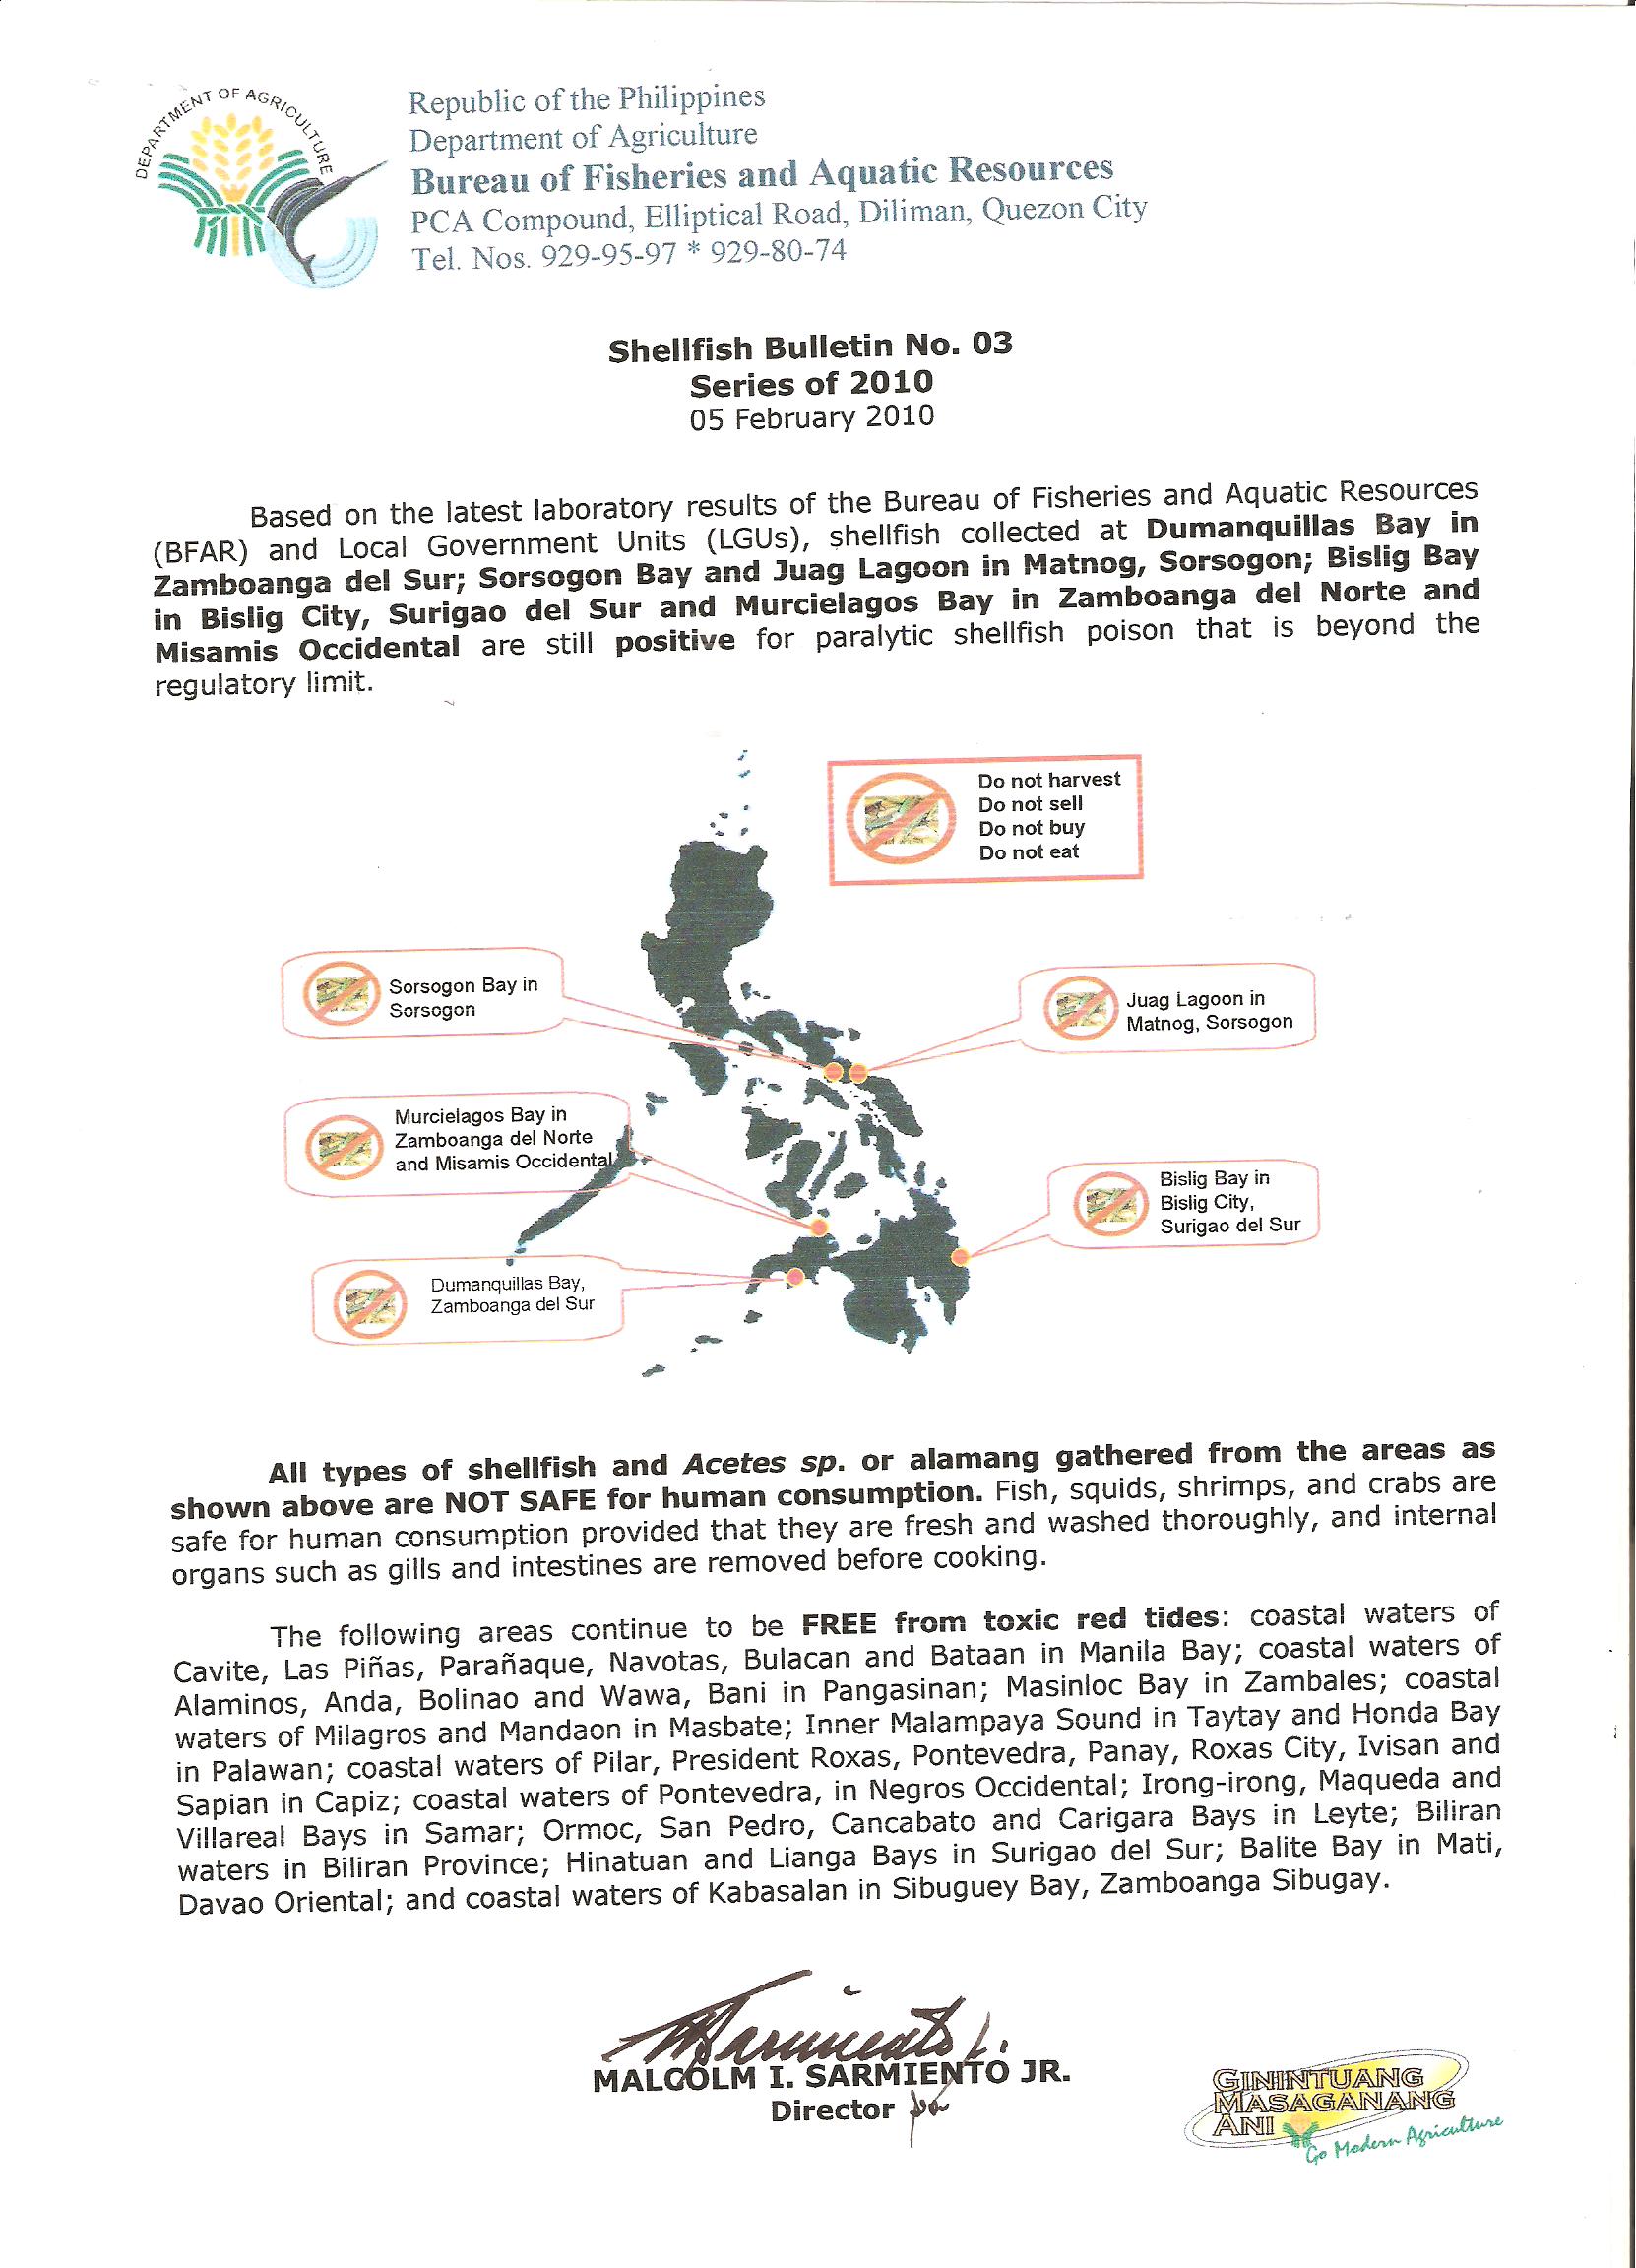 DEPARTMENT OF AGRICULTURE
Republic of the Philippines
Department of Agriculture
Bureau of Fisheries and Aquatic Resources
PCA Compound, Elliptical Road, Diliman, Quezon City
Tel. Nos. 929-95-97 * 929-80-74
Shellfish Bulletin No. 03
Series of 2010
05 February 2010
Based on the latest laboratory results of the Bureau of Fisheries and Aquatic Resources
(BFAR) and Local Government Units (LGUs), shellfish collected at Dumanquillas Bay in
Zamboanga del Sur; Sorsogon Bay and Juag Lagoon in Matnog, Sorsogon; Bislig Bay
in Bislig City, Surigao del Sur and Murcielagos Bay in Zamboanga del Norte and
Misamis Occidental are still positive for paralytic shellfish poison that is beyond the
regulatory limit.
Do not harvest
Do not sell
Do not buy
Do not eat
Sorsogon Bay in
Sorsogon
Juag Lagoon in
Matnog, Sorsogon
Murcielagos Bay in
Zamboanga del Norte
and Misamis Occidental
Bislig Bay in
Bislig City,
Surigao del Sur
Dumanquillas Bay,
Zamboanga del Sur
All types of shellfish and Acetes sp. or alamang gathered from the areas as
shown above are NOT SAFE for human consumption. Fish, squids, shrimps, and crabs are
safe for human consumption provided that they are fresh and washed thoroughly, and internal
organs such as gills and intestines are removed before cooking.
The following areas continue to be FREE from toxic red tides: coastal waters of
Cavite, Las Piñas, Parañaque, Navotas, Bulacan and Bataan in Manila Bay; coastal waters of
Alaminos, Anda, Bolinao and Wawa, Bani in Pangasinan; Masinloc Bay in Zambales; coastal
waters of Milagros and Mandaon in Masbate; Inner Malampaya Sound in Taytay and Honda Bay
in Palawan; coastal waters of Pilar, President Roxas, Pontevedra, Panay, Roxas City, Ivisan and
Sapian in Capiz; coastal waters of Pontevedra, in Negros Occidental; Irong-irong, Maqueda and
Villareal Bays in Samar; Ormoc, San Pedro, Cancabato and Carigara Bays in Leyte; Biliran
waters in Biliran Province; Hinatuan and Lianga Bays in Surigao del Sur; Balite Bay in Mati,
Davao Oriental; and coastal waters of Kabasalan in Sibuguey Bay, Zamboanga Sibugay.
MALCOLM I. SARMIENTO JR.
Director
GININTUANG
MASAGANANG
ANI
Go Modern Agriculture